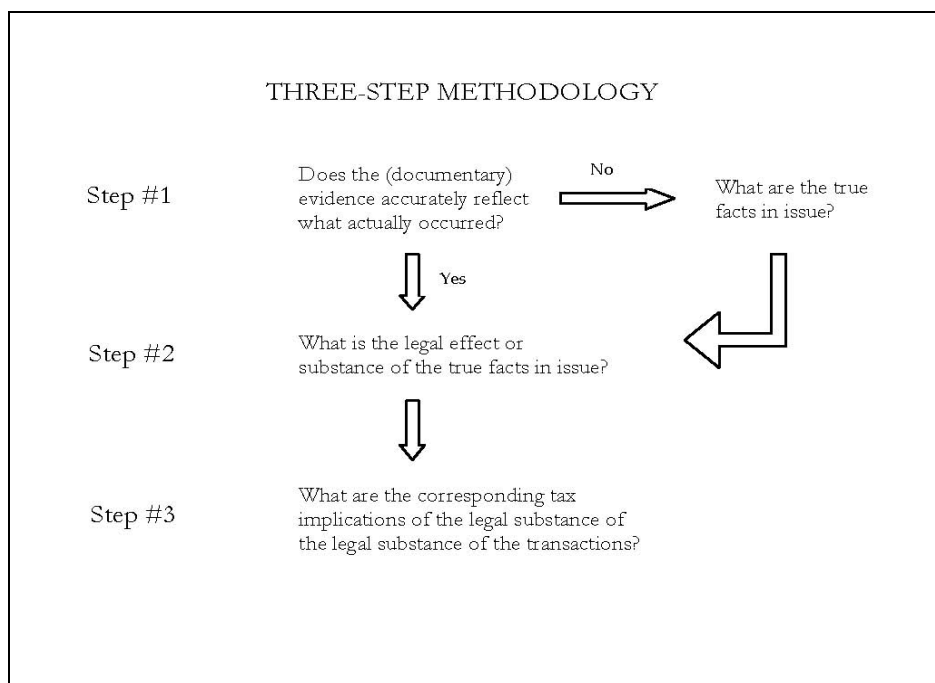 THREE-STEP METHODOLOGY
Step #1
Does the (documentary)
evidence accurately reflect
what actually occurred?
No
What are the true
facts in issue?
Yes
Step #2
What is the legal effect or
substance of the true facts in issue?
Step #3
What are the corresponding tax
implications of the legal substance of
the legal substance of the transactions?